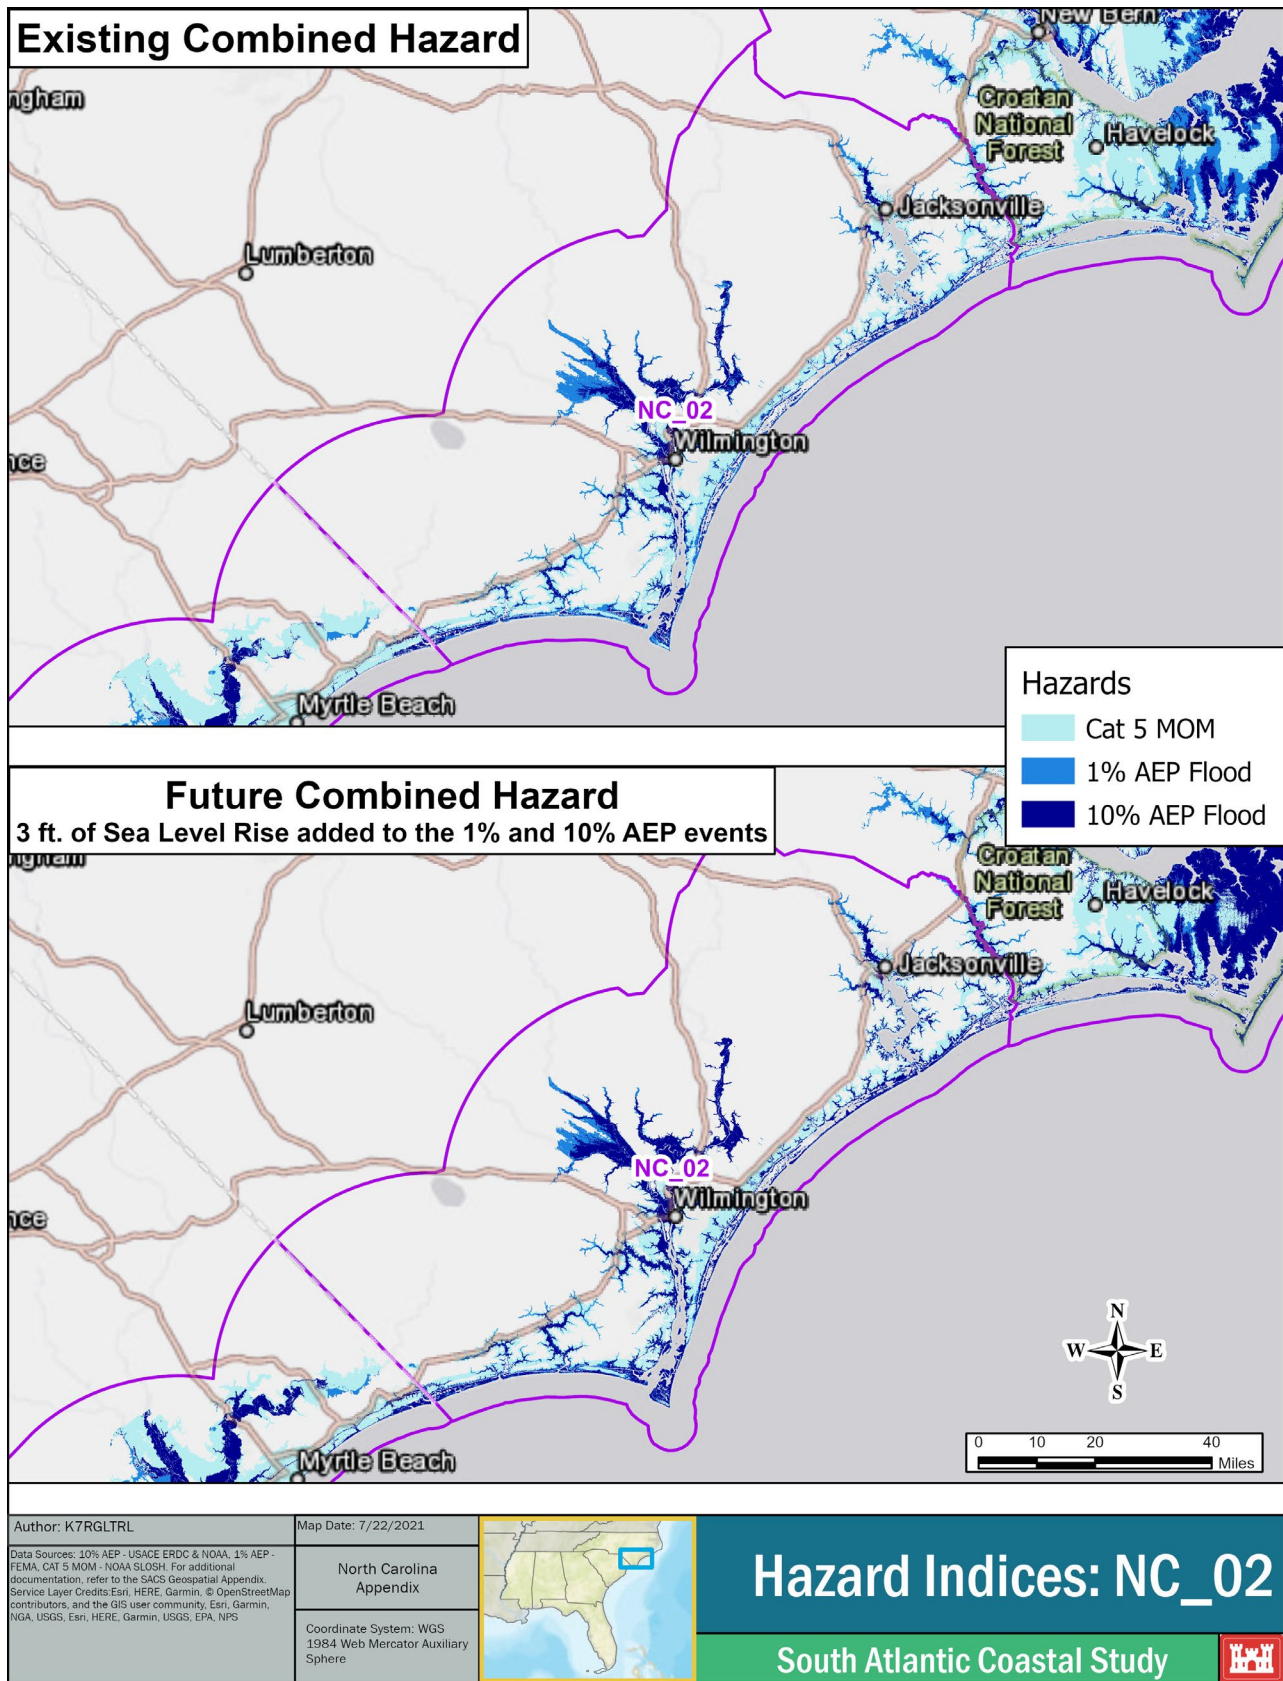 Existing Combined Hazard
New Bern
ngham
Croatan
National
Forest
Havelock
Jacksonville
Lumberton
NC_02
Wilmington
nce
Myrtle Beach
Hazards
Cat 5 MOM
1% AEP Flood
10% AEP Flood
Future Combined Hazard
3 ft. of Sea Level Rise added to the 1% and 10% AEP events
ngham
Croatan
National
Forest
Havelock
Jacksonville
Lumberton
NC_02
Wilmington
nce
Myrtle Beach
N
W E
S
0 10 20 40
Miles
Author: K7RGLTRL
Data Sources: 10% AEP - USACE ERDC & NOAA, 1% AEP -
FEMA, CAT 5 MOM - NOAA SLOSH. For additional
documentation, refer to the SACS Geospatial Appendix.
Service Layer Credits:Esri, HERE, Garmin, © OpenStreetMap
contributors, and the GIS user community, Esri, Garmin,
NGA, USGS, Esri, HERE, Garmin, USGS, EPA, NPS
Map Date: 7/22/2021
North Carolina
Appendix
Coordinate System: WGS
1984 Web Mercator Auxiliary
Sphere
Hazard Indices: NC_02
South Atlantic Coastal Study